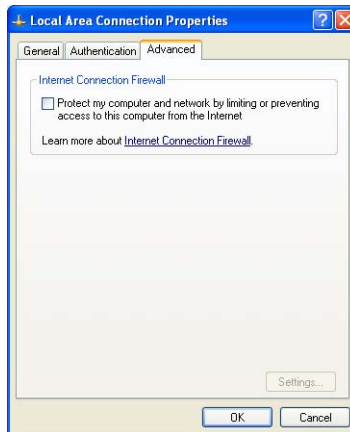 Local Area Connection Properties
General Authentication Advanced
Internet Connection Firewall
Protect my computer and network by limiting or preventing
access to this computer from the Internet
Learn more about Internet Connection Firewall.
Settings...
OK Cancel